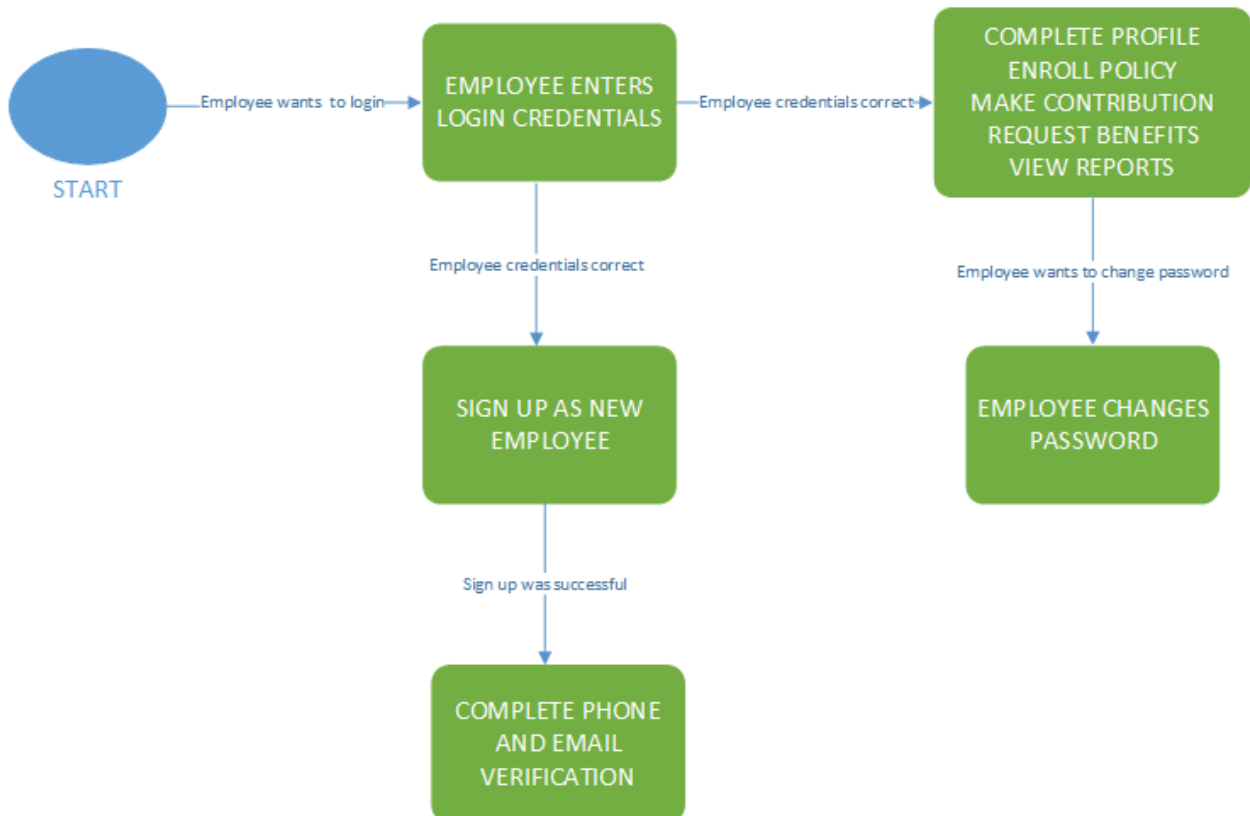 START
Employee wants to login
EMPLOYEE ENTERS
LOGIN CREDENTIALS
Employee credentials correct
COMPLETE PROFILE
ENROLL POLICY
MAKE CONTRIBUTION
REQUEST BENEFITS
VIEW REPORTS
Employee credentials correct
Employee wants to change password
SIGN UP AS NEW
EMPLOYEE
EMPLOYEE CHANGES
PASSWORD
Sign up was successful
COMPLETE PHONE
AND EMAIL
VERIFICATION